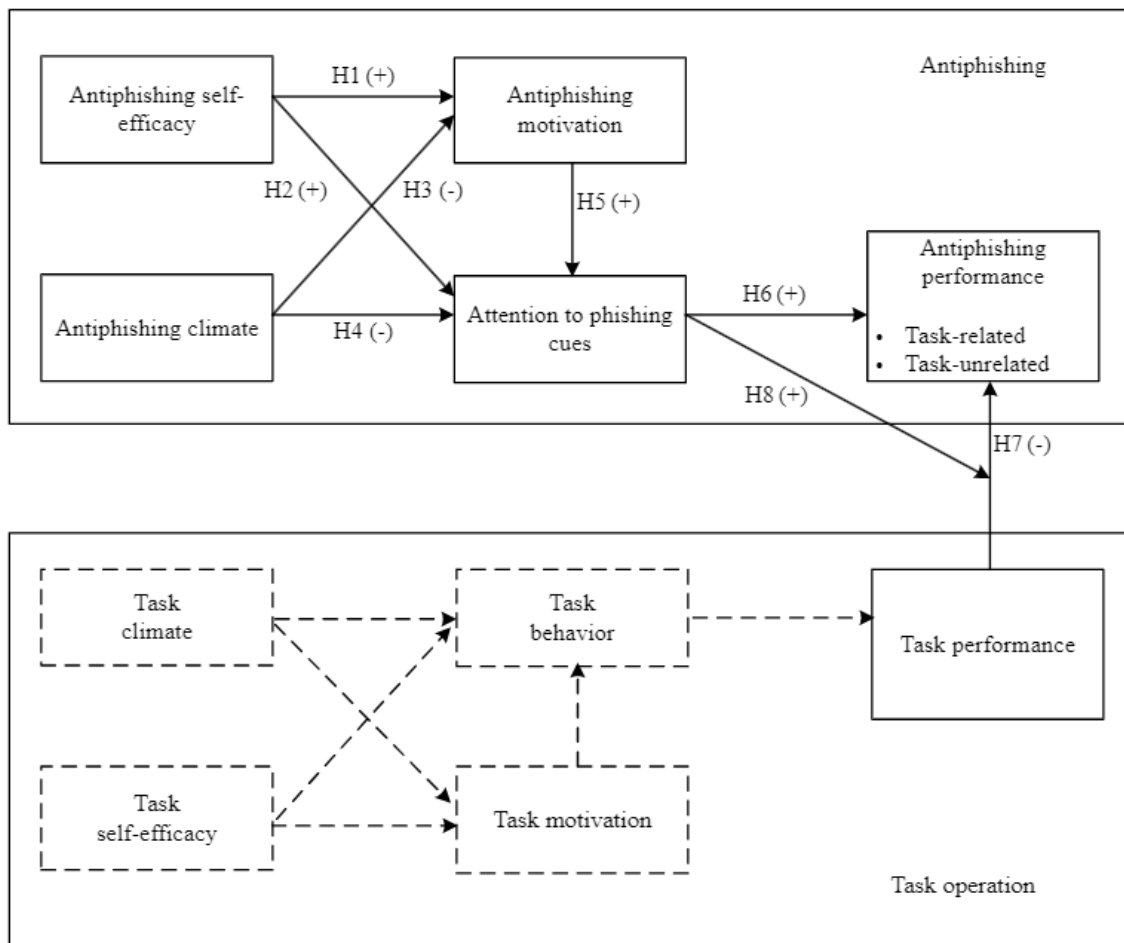 Antiphishing
Antiphishing self-
efficacy
H1 (+)
Antiphishing
motivation
H2 (+)
H3 (-)
H5 (+)
Antiphishing climate
H4 (-)
Attention to phishing
cues
H6 (+)
Antiphishing
performance
• Task-related
• Task-unrelated
H8 (+)
H7 (-)
Task
climate
Task
behavior
Task performance
Task
self-efficacy
Task motivation
Task operation